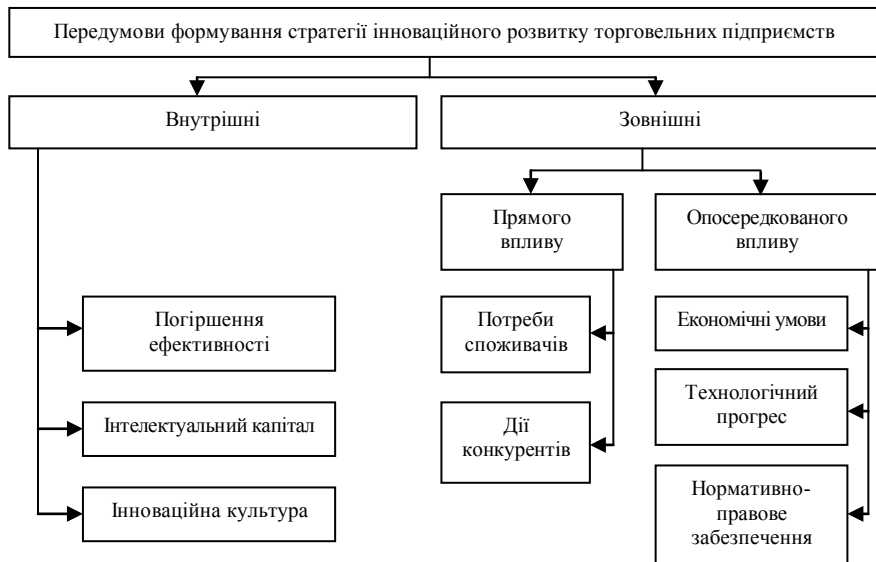 Передумови формування стратегії інноваційного розвитку торговельних підприємств
Внутрішні
Зовнішні
Прямого
впливу
Опосередкованого
впливу
Погіршення
ефективності
Потреби
споживачів
Економічні умови
Технологічний
прогрес
Інтелектуальний капітал
Дії
конкурентів
Інноваційна культура
Нормативно-
правове
забезпечення